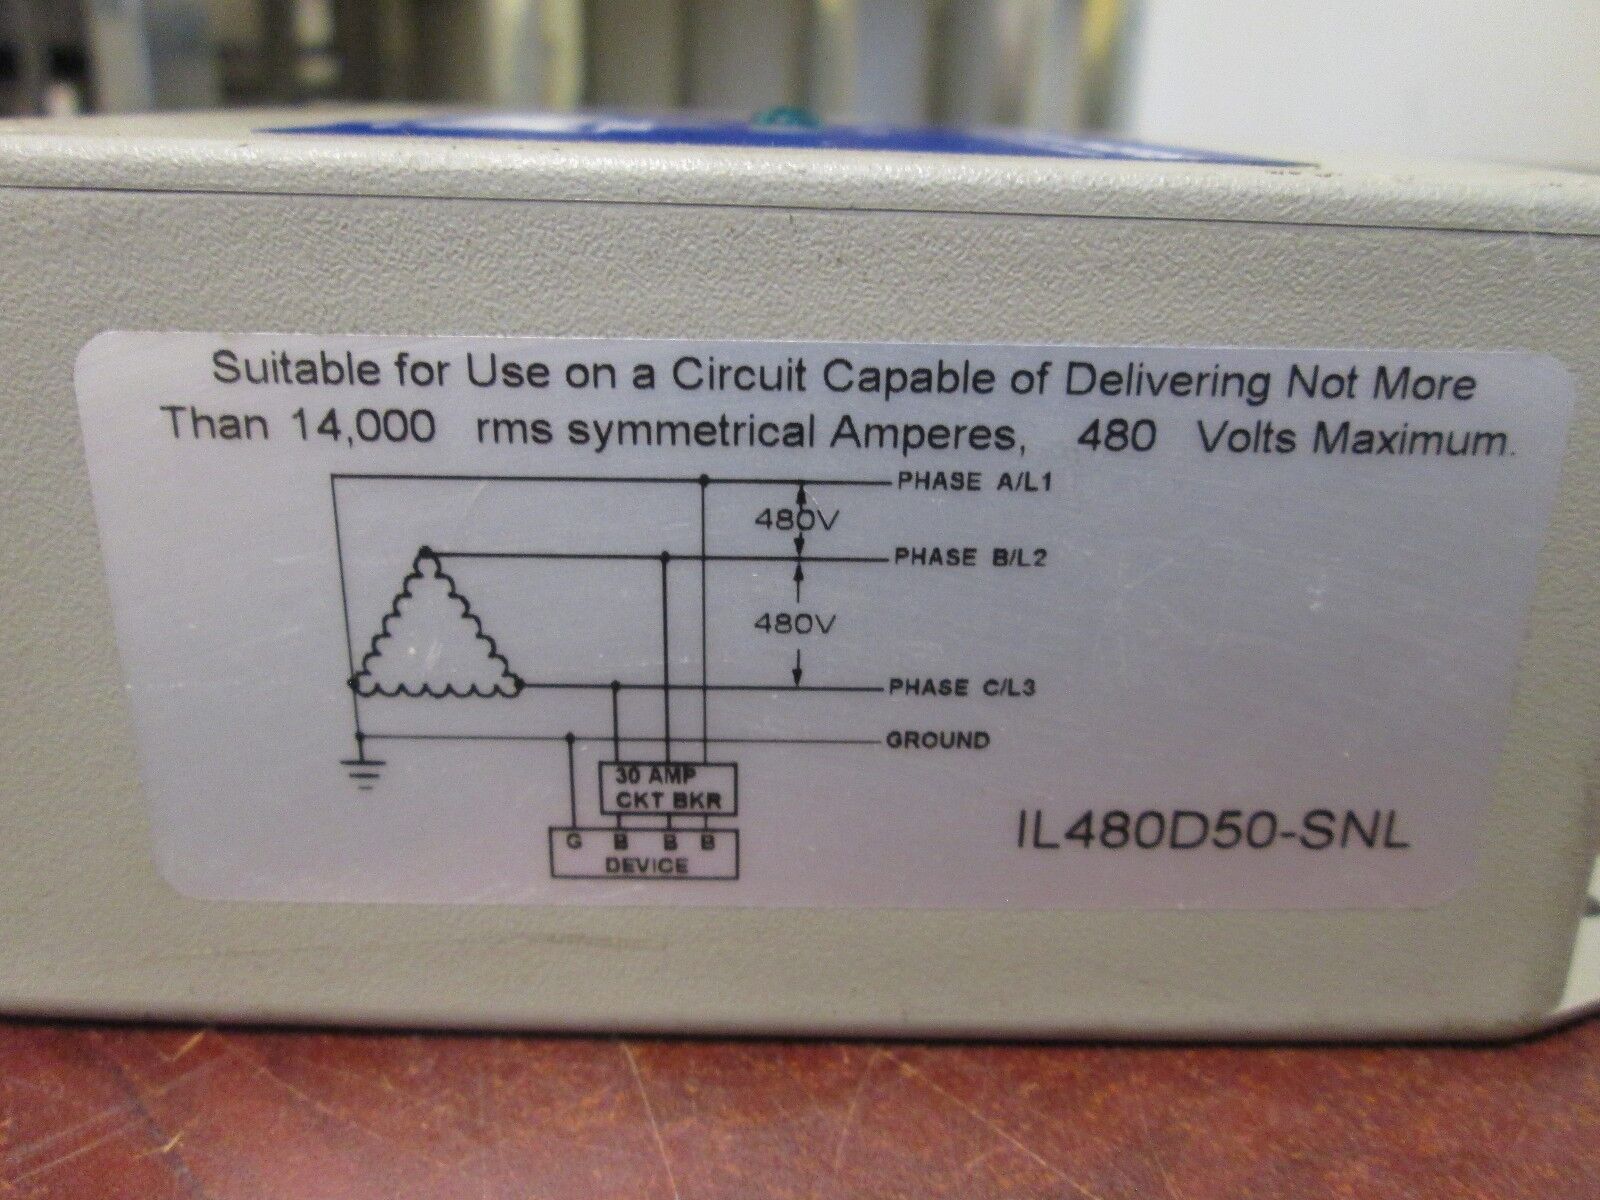 Suitable for Use on a Circuit Capable of Delivering Not More
Than 14,000 rms symmetrical Amperes, 480 Volts Maximum.
PHASE A/L1
480V
PHASE B/L2
480V
PHASE C/L3
GROUND
30 AMP
CKT BKR
G B B B
DEVICE
IL480D50-SNL